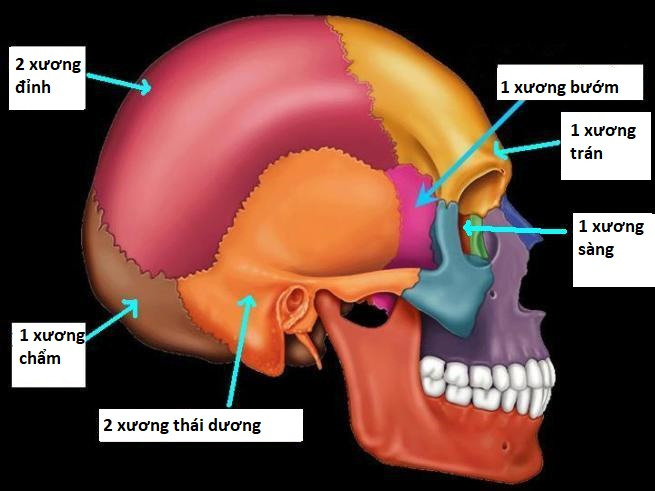 2 xương
đỉnh
1 xương bướm
1 xương
trán
1 xương
sàng
1 xương
chẩm
2 xương thái dương